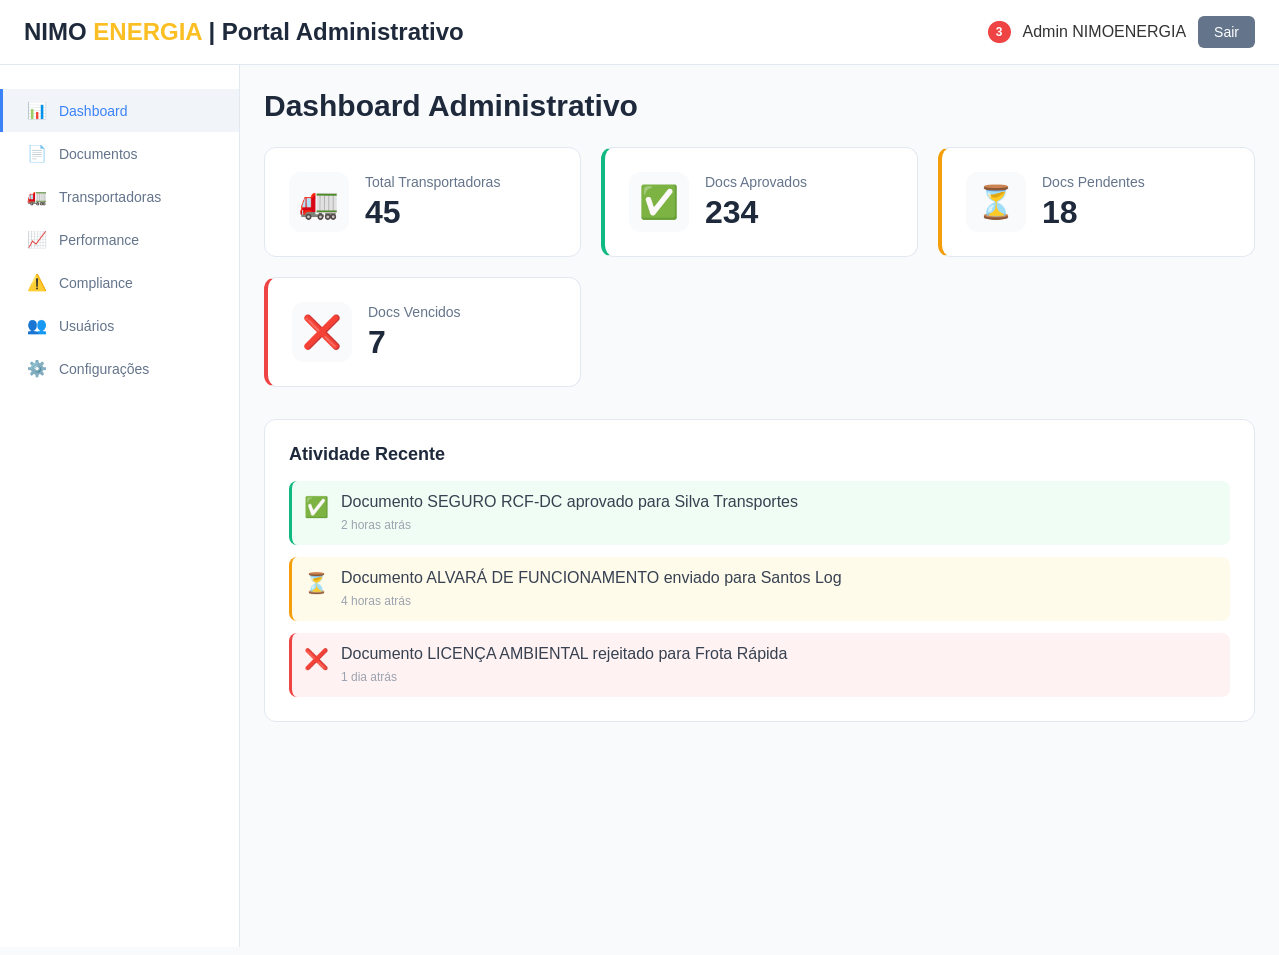 NIMO ENERGIA | Portal Administrativo
3
Admin NIMOENERGIA
Sair
Dashboard
Documentos
Transportadoras
Performance
Compliance
Usuários
Configurações
Dashboard Administrativo
Total Transportadoras
45
Docs Aprovados
234
Docs Pendentes
18
Docs Vencidos
7
Atividade Recente
Documento SEGURO RCF-DC aprovado para Silva Transportes
2 horas atrás
Documento ALVARÁ DE FUNCIONAMENTO enviado para Santos Log
4 horas atrás
Documento LICENÇA AMBIENTAL rejeitado para Frota Rápida
1 dia atrás